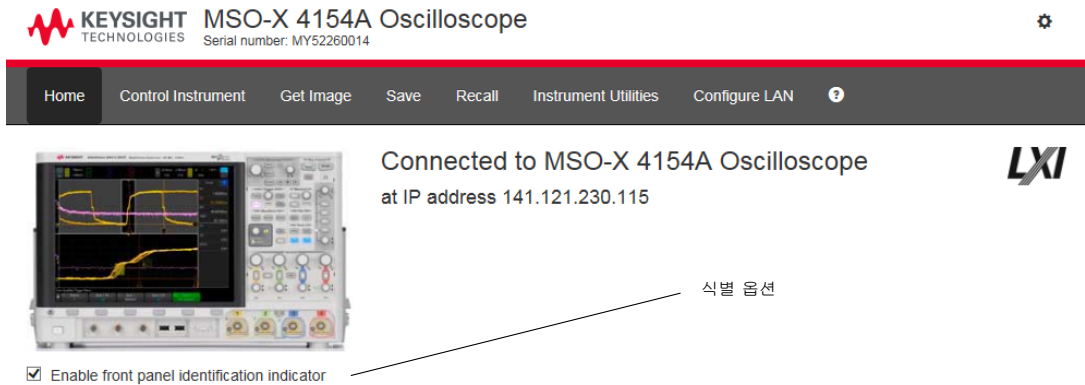 KEYSIGHT
TECHNOLOGIES
MSO-X 4154A Oscilloscope
Serial number: MY52260014
Home Control Instrument Get Image Save Recall Instrument Utilities Configure LAN ?
Connected to MSO-X 4154A Oscilloscope
at IP address 141.121.230.115
LXI
식별 옵션
Enable front panel identification indicator